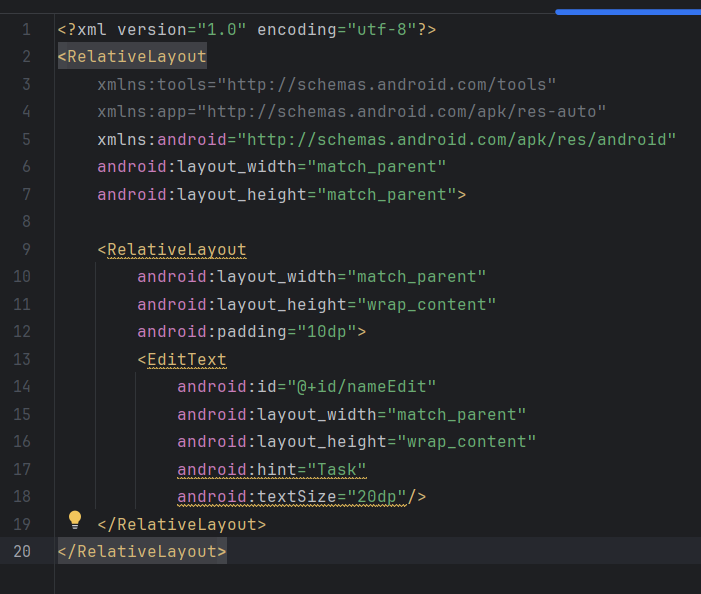 1 <?xml version="1.0" encoding="utf-8"?>
2 <RelativeLayout
3     xmlns:tools="http://schemas.android.com/tools"
4     xmlns:app="http://schemas.android.com/apk/res-auto"
5     xmlns:android="http://schemas.android.com/apk/res/android"
6     android:layout_width="match_parent"
7     android:layout_height="match_parent">
8
9     <RelativeLayout
10         android:layout_width="match_parent"
11         android:layout_height="wrap_content"
12         android:padding="10dp">
13         <EditText
14             android:id="@+id/nameEdit"
15             android:layout_width="match_parent"
16             android:layout_height="wrap_content"
17             android:hint="Task"
18             android:textSize="20dp"/>
19     </RelativeLayout>
20 </RelativeLayout>